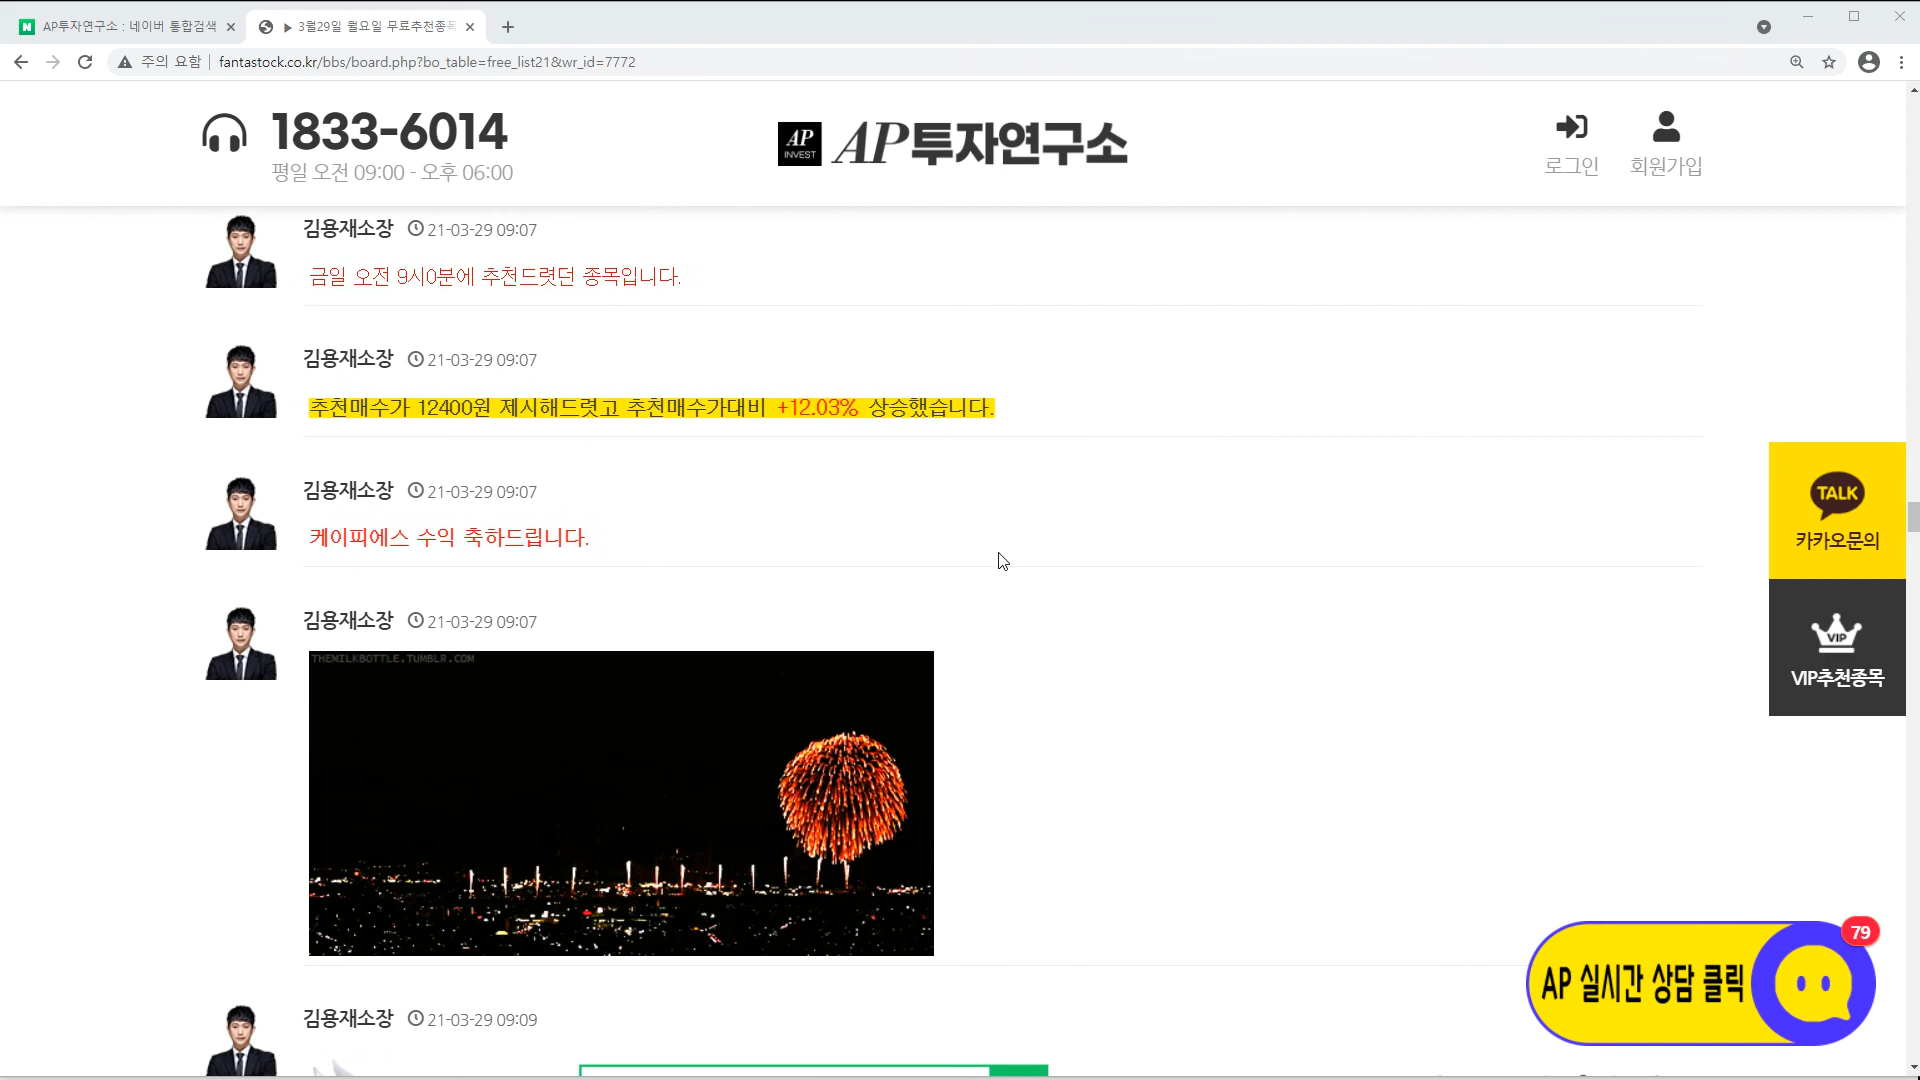 AP투자연구소 : 네이버 통합검색
▶ 3월29일 월요일 무료추천종목
주의 요함 | fantastock.co.kr/bbs/board.php?bo_table=free_list21&wr_id=7772
1833-6014
평일 오전 09:00 - 오후 06:00
AP
INVEST
AP투자연구소
로그인
회원가입
김용재소장 21-03-29 09:07
금일 오전 9시0분에 추천드렷던 종목입니다.
김용재소장 21-03-29 09:07
추천매수가 12400원 제시해드렷고 추천매수가대비 +12.03% 상승했습니다.
김용재소장 21-03-29 09:07
케이피에스 수익 축하드립니다.
김용재소장 21-03-29 09:07
THEMILKBOTTLE.TUMBLR.COM
김용재소장 21-03-29 09:09
TALK
카카오문의
VIP
VIP추천종목
79
AP 실시간 상담 클릭